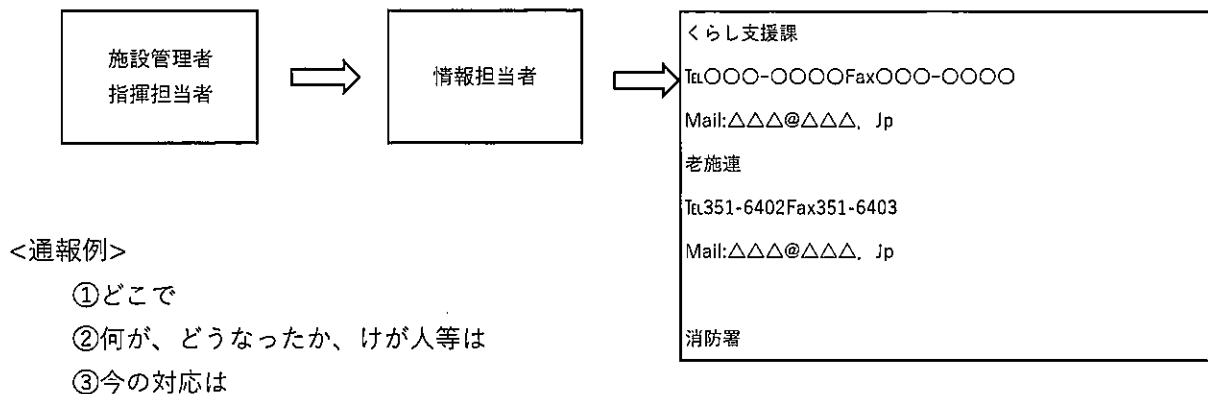 施設管理者
指揮担当者
情報担当者
くらし支援課
℡〇〇〇-〇〇〇〇Fax〇〇〇-〇〇〇〇
Mail:△△△@△△△．Jp
老施連
℡351-6402Fax351-6403
Mail:△△△@△△△．Jp
消防署
<通報例>
①どこで
②何が、どうなったか、けが人等は
③今の対応は